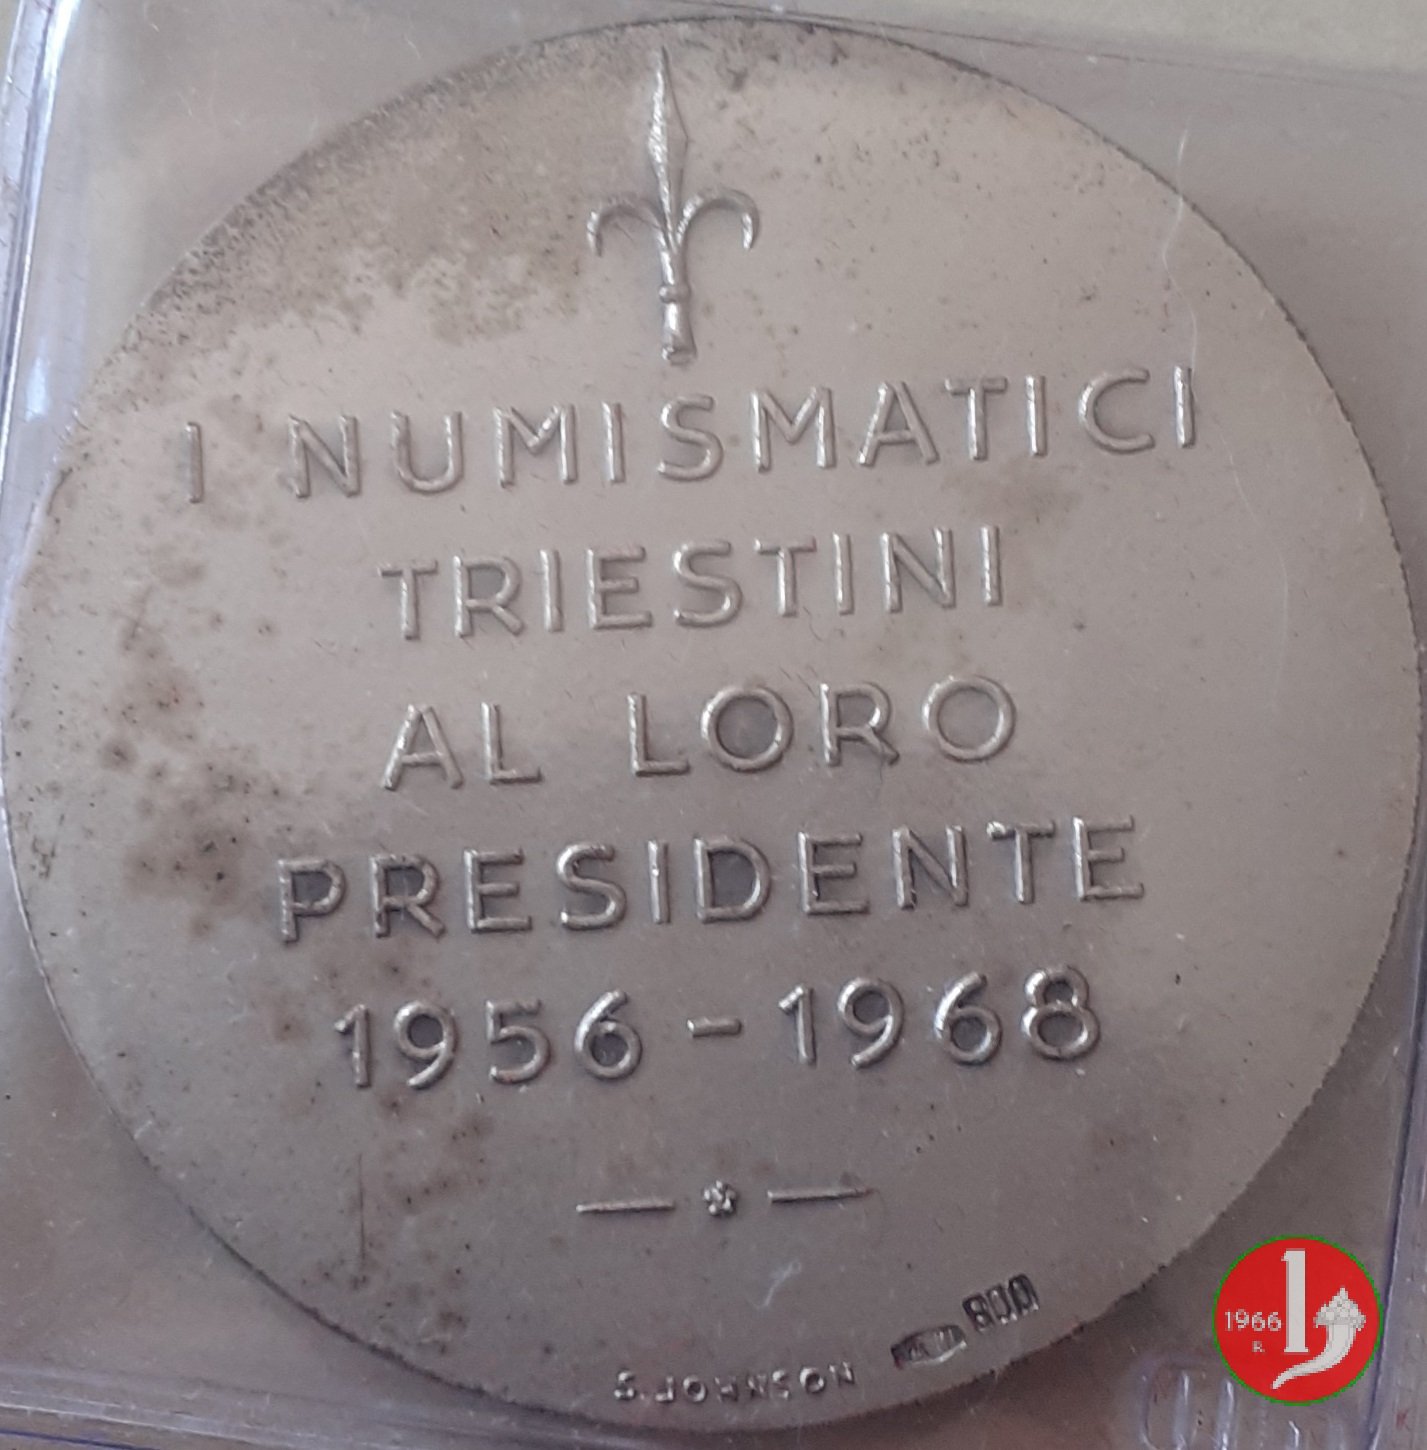 I NUMISMATICI
TRIESTINI
AL LORO
PRESIDENTE
1956 - 1968
S. JOHNSON
800
1966
R